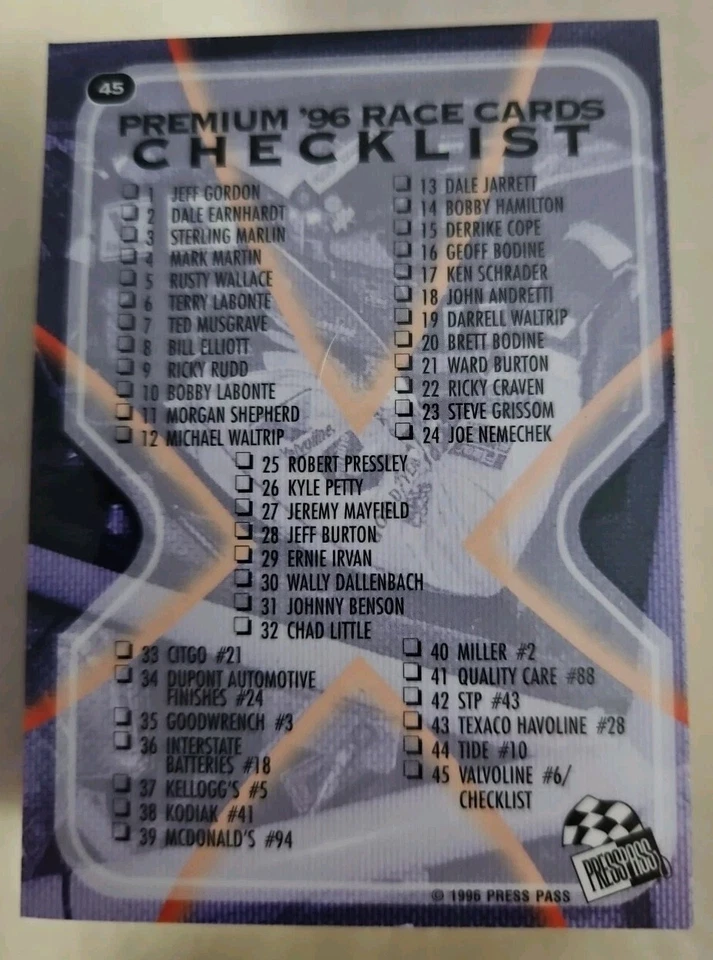 45
PREMIUM '96 RACE CARDS
CHECKLIST
1 JEFF GORDON
2 DALE EARNHARDT
3 STERLING MARLIN
4 MARK MARTIN
5 RUSTY WALLACE
6 TERRY LABONTE
7 TED MUSGRAVE
8 BILL ELLIOTT
9 RICKY RUDD
10 BOBBY LABONTE
11 MORGAN SHEPHERD
12 MICHAEL WALTRIP
13 DALE JARRETT
14 BOBBY HAMILTON
15 DERRIKE COPE
16 GEOFF BODINE
17 KEN SCHRADER
18 JOHN ANDRETTI
19 DARRELL WALTRIP
20 BRETT BODINE
21 WARD BURTON
22 RICKY CRAVEN
23 STEVE GRISSOM
24 JOE NEMECHEK
25 ROBERT PRESSLEY
26 KYLE PETTY
27 JEREMY MAYFIELD
28 JEFF BURTON
29 ERNIE IRVAN
30 WALLY DALLENBACH
31 JOHNNY BENSON
32 CHAD LITTLE
33 CITGO #21
34 DUPONT AUTOMOTIVE
FINISHES #24
35 GOODWRENCH #3
36 INTERSTATE
BATTERIES #18
37 KELLOGG'S #5
38 KODIAK #41
39 MCDONALD'S #94
40 MILLER #2
41 QUALITY CARE #88
42 STP #43
43 TEXACO HAVOLINE #28
44 TIDE #10
45 VALVOLINE #6/
CHECKLIST
PRESS PASS
© 1996 PRESS PASS